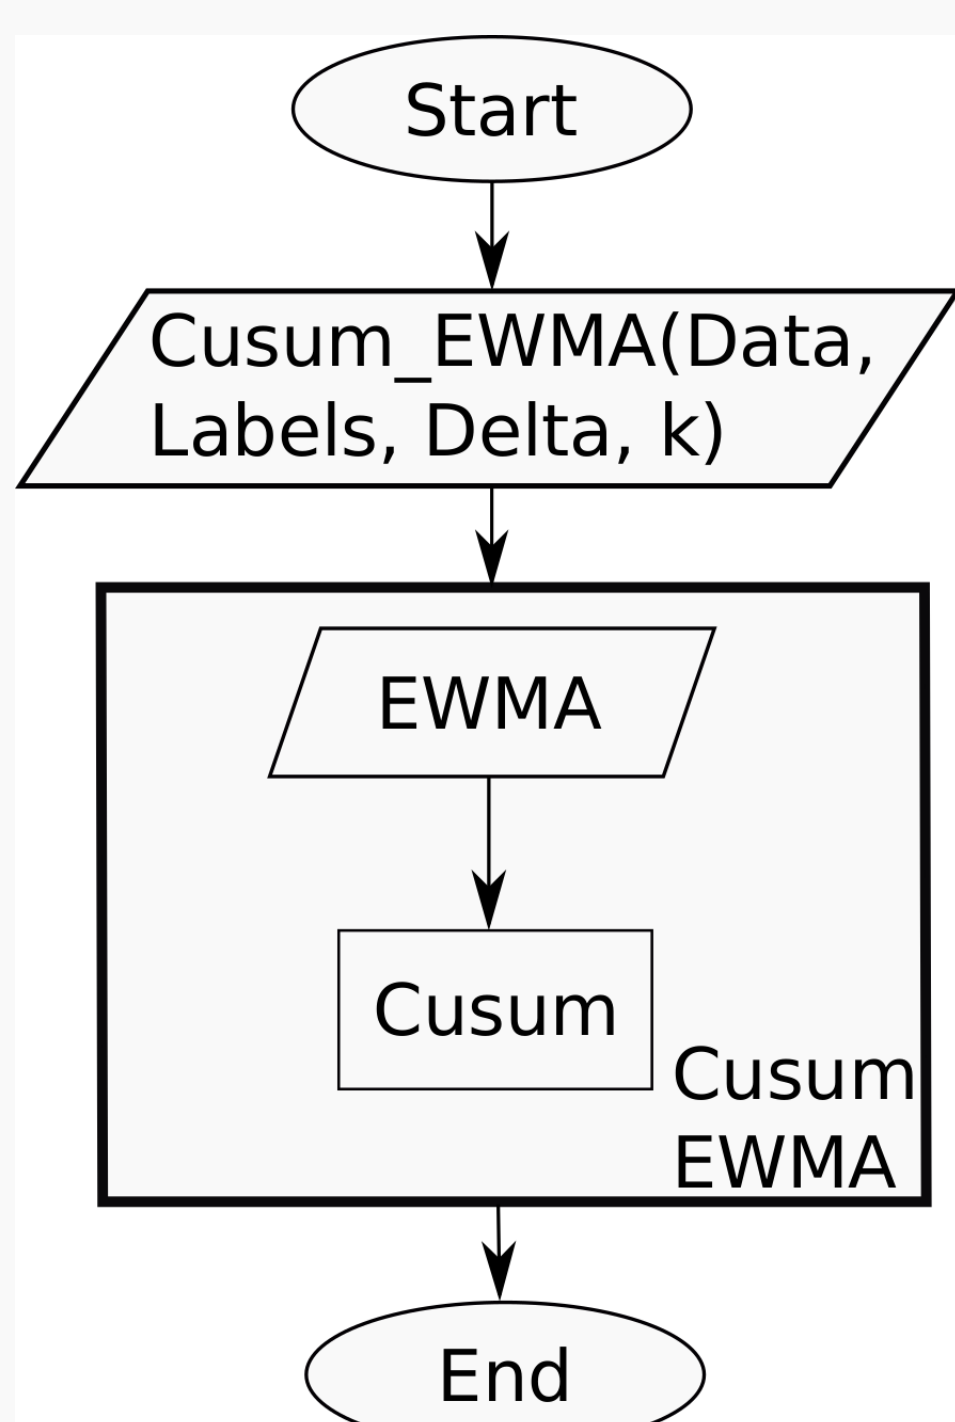 Start
Cusum_EWMA(Data,
Labels, Delta, k)
EWMA
Cusum
Cusum
EWMA
End